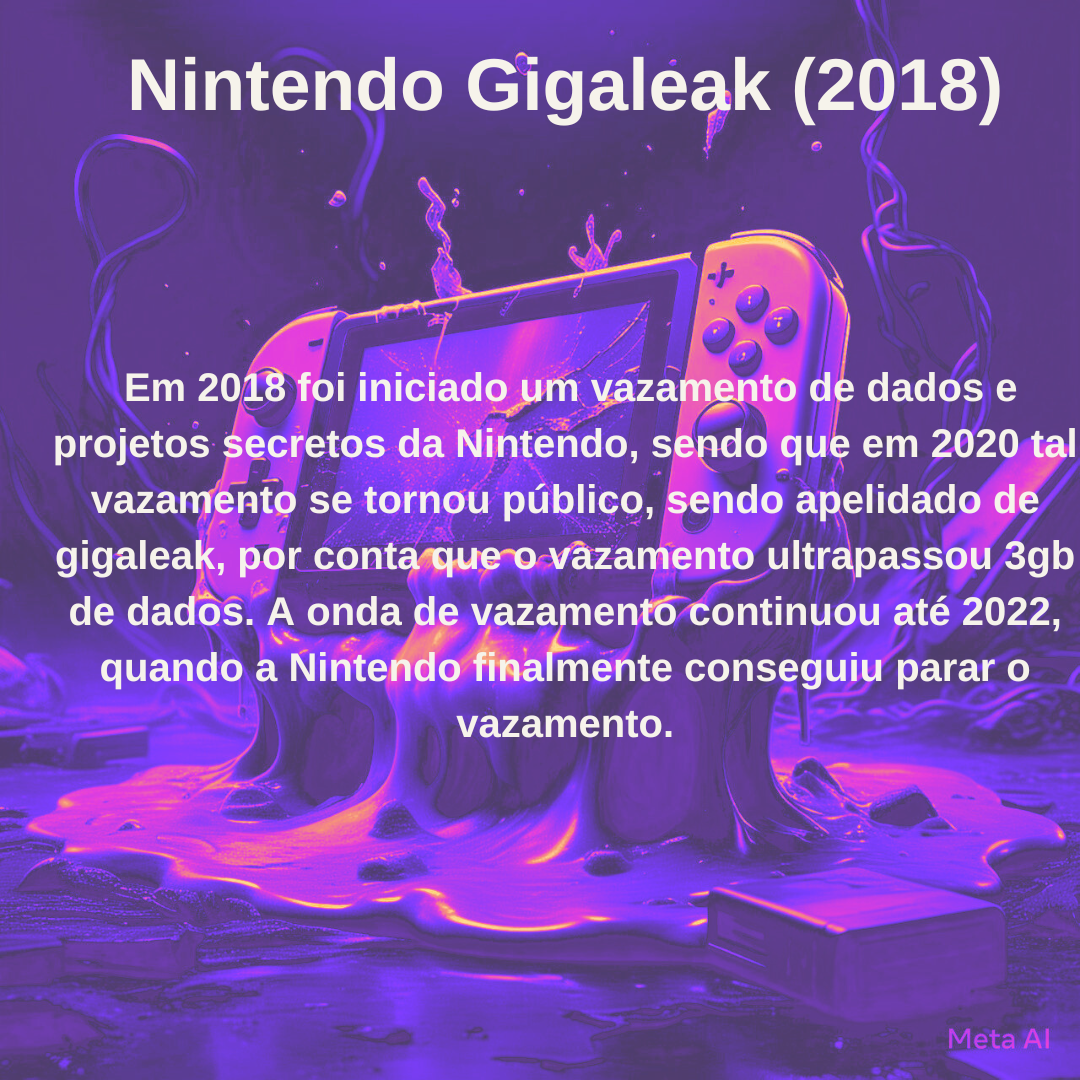 Nintendo Gigaleak (2018)
Em 2018 foi iniciado um vazamento de dados e
projetos secretos da Nintendo, sendo que em 2020 tal
vazamento se tornou público, sendo apelidado de
gigaleak, por conta que o vazamento ultrapassou 3gb
de dados. A onda de vazamento continuou até 2022,
quando a Nintendo finalmente conseguiu parar o
vazamento.
Meta AI